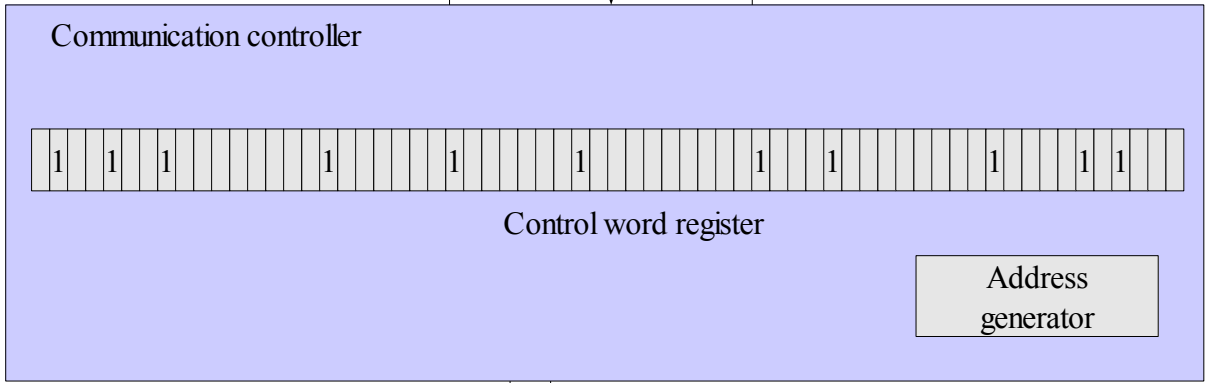 Communication controller
1 1 1 1 1 1 1 1 1 1 1
Control word register
Address
generator